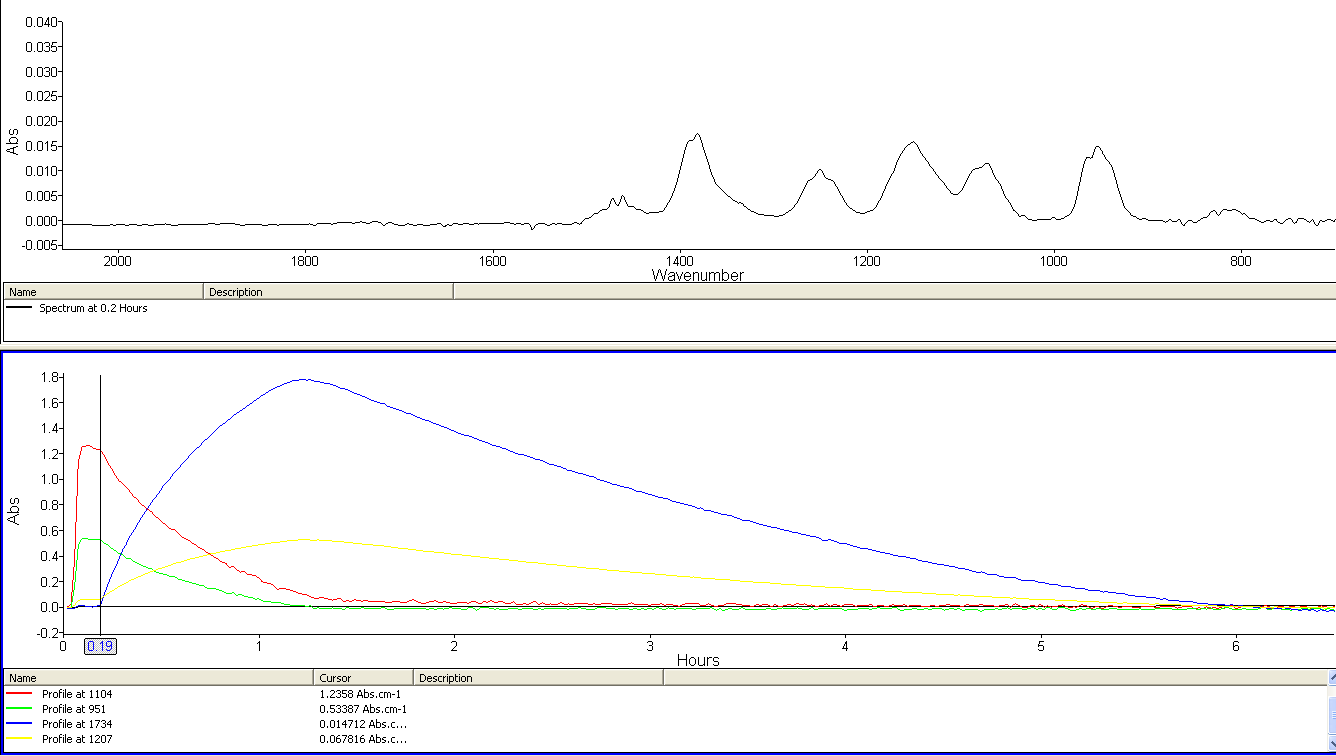 0.040
0.035
0.030
0.025
0.020
0.015
0.010
0.005
0.000
-0.005
Abs
2000 1800 1600 1400 1200 1000 800
Wavenumber
Name Description
Spectrum at 0.2 Hours
1.8
1.6
1.4
1.2
1.0
0.8
0.6
0.4
0.2
0.0
-0.2
Abs
0 0.19 1 2 3 4 5 6
Hours
Name Cursor Description
Profile at 1104 1.2358 Abs.cm-1
Profile at 951 0.53387 Abs.cm-1
Profile at 1734 0.014712 Abs.c...
Profile at 1207 0.067816 Abs.c...